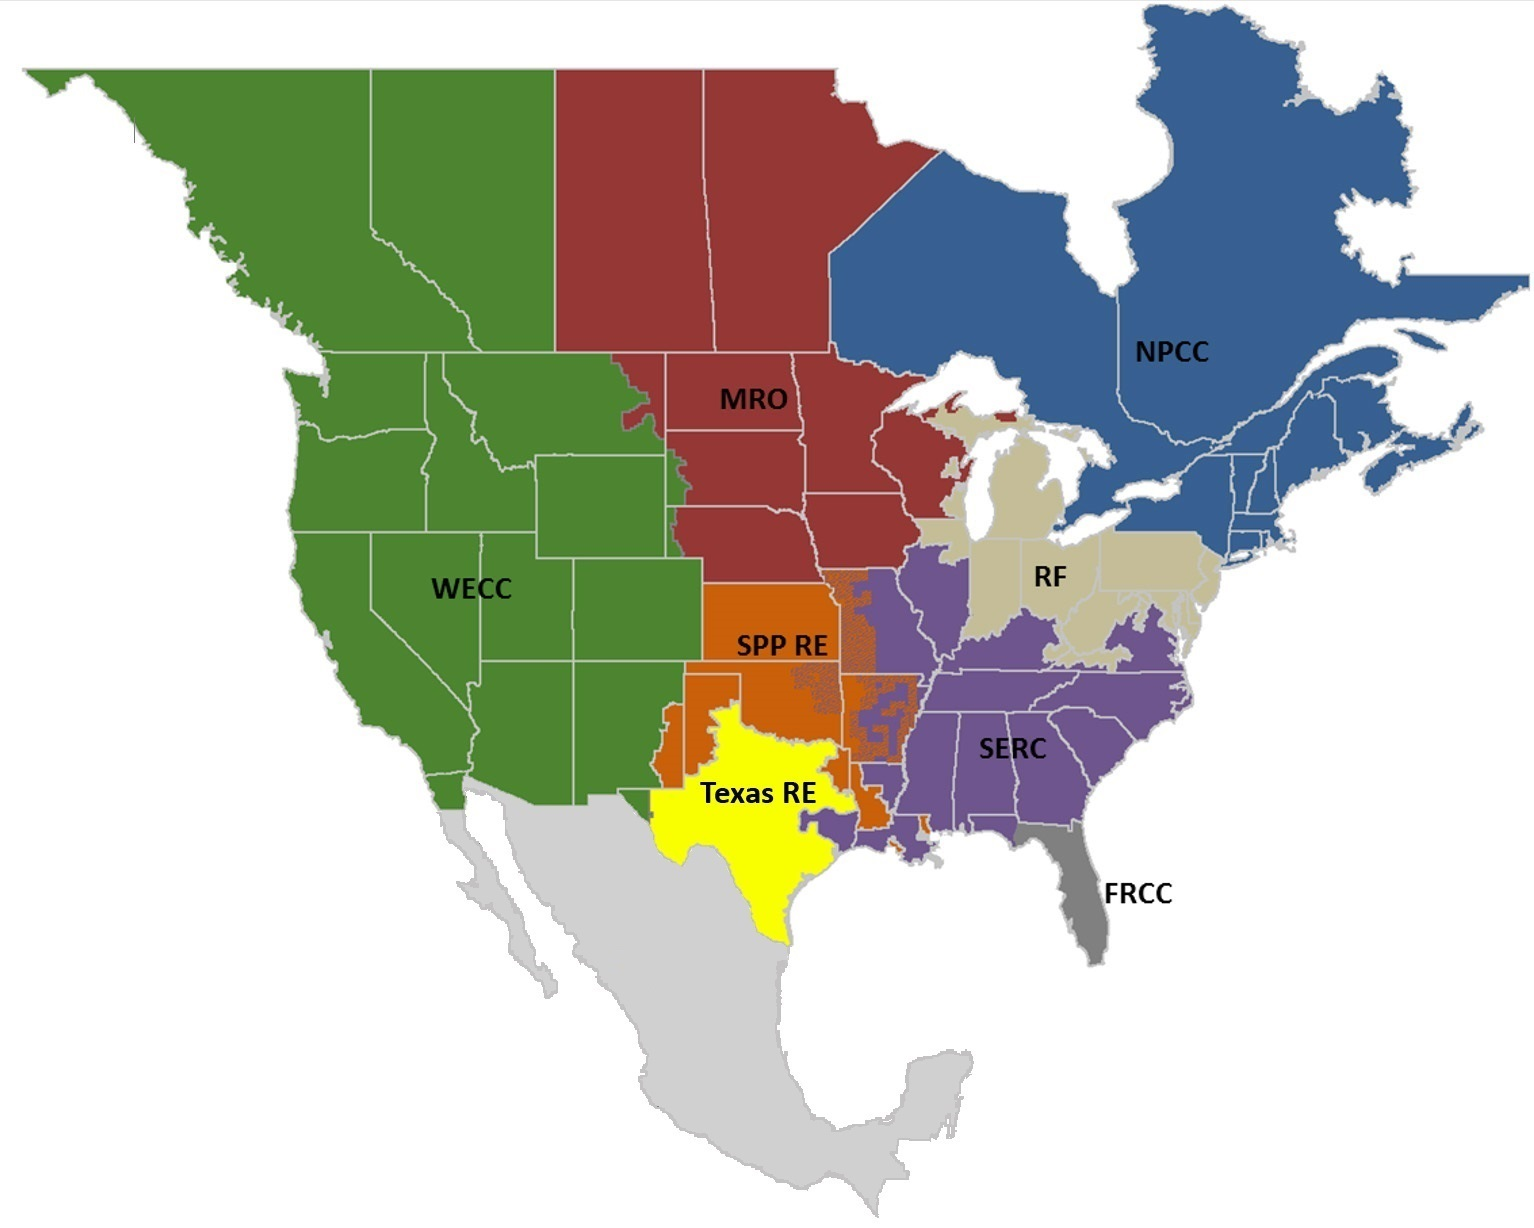 NPCC
MRO
RF
WECC
SPP RE
SERC
Texas RE
FRCC